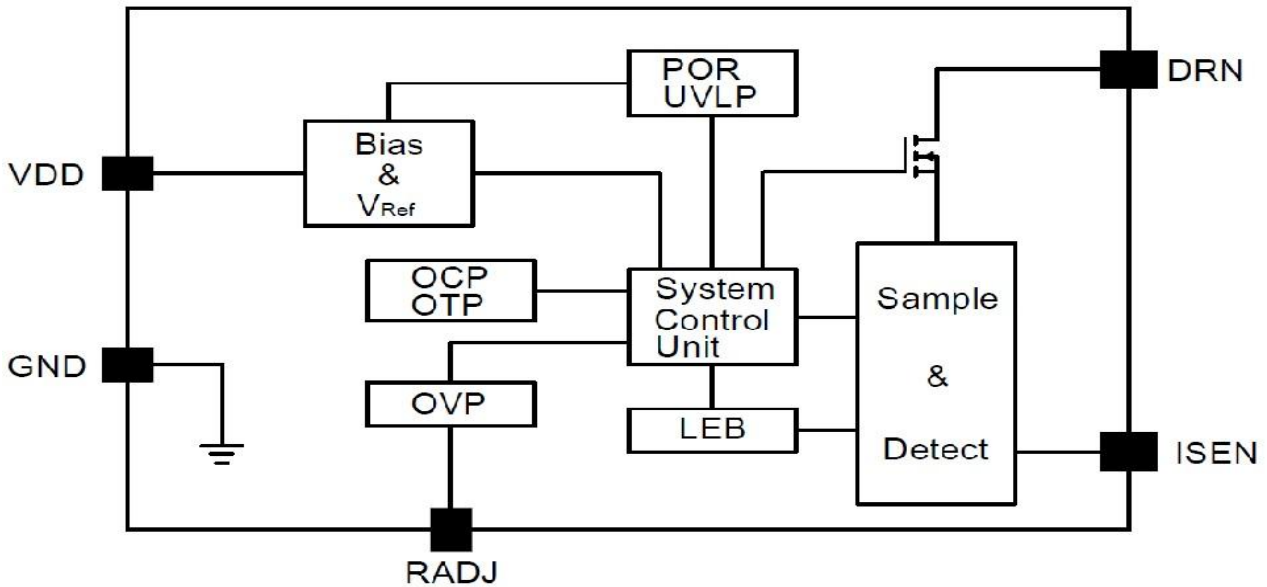 POR
UVLP
DRN
Bias
&
VRef
VDD
OCP
OTP
System
Control
Unit
Sample
&
Detect
GND
OVP
LEB
ISEN
RADJ